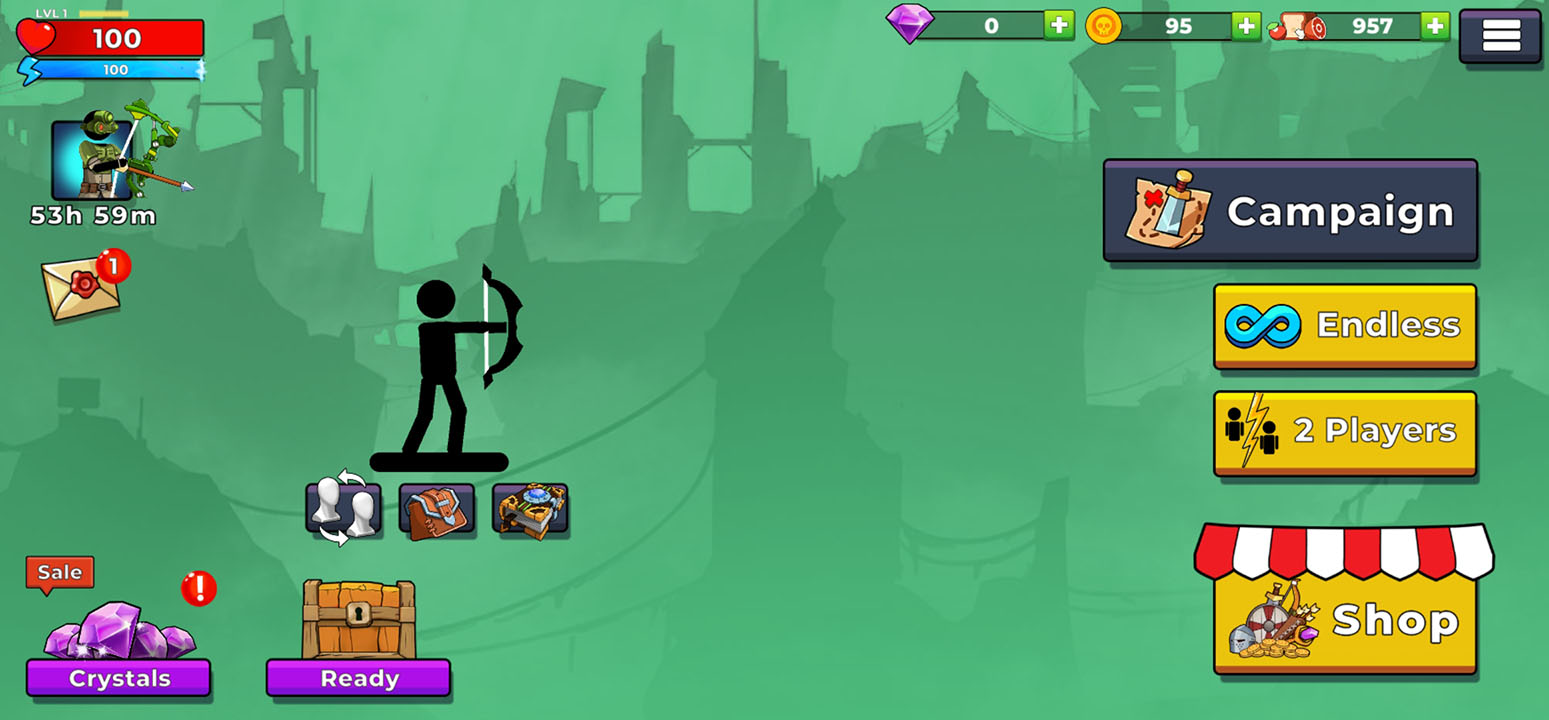 LVL 1
100
100
0
95
957
53h 59m
1
Campaign
Endless
2 Players
Sale
!
Crystals
Ready
Shop